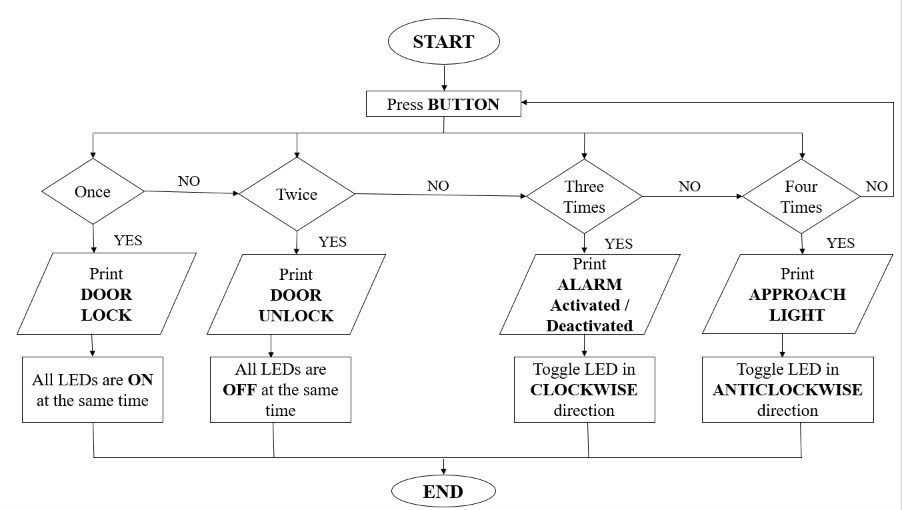 START
Press BUTTON
Once
NO
Twice
NO
Three
Times
NO
Four
Times
NO
YES
YES
YES
YES
Print
DOOR
LOCK
Print
DOOR
UNLOCK
Print
ALARM
Activated /
Deactivated
Print
APPROACH
LIGHT
All LEDs are ON
at the same time
All LEDs are
OFF at the same
time
Toggle LED in
CLOCKWISE
direction
Toggle LED in
ANTICLOCKWISE
direction
END